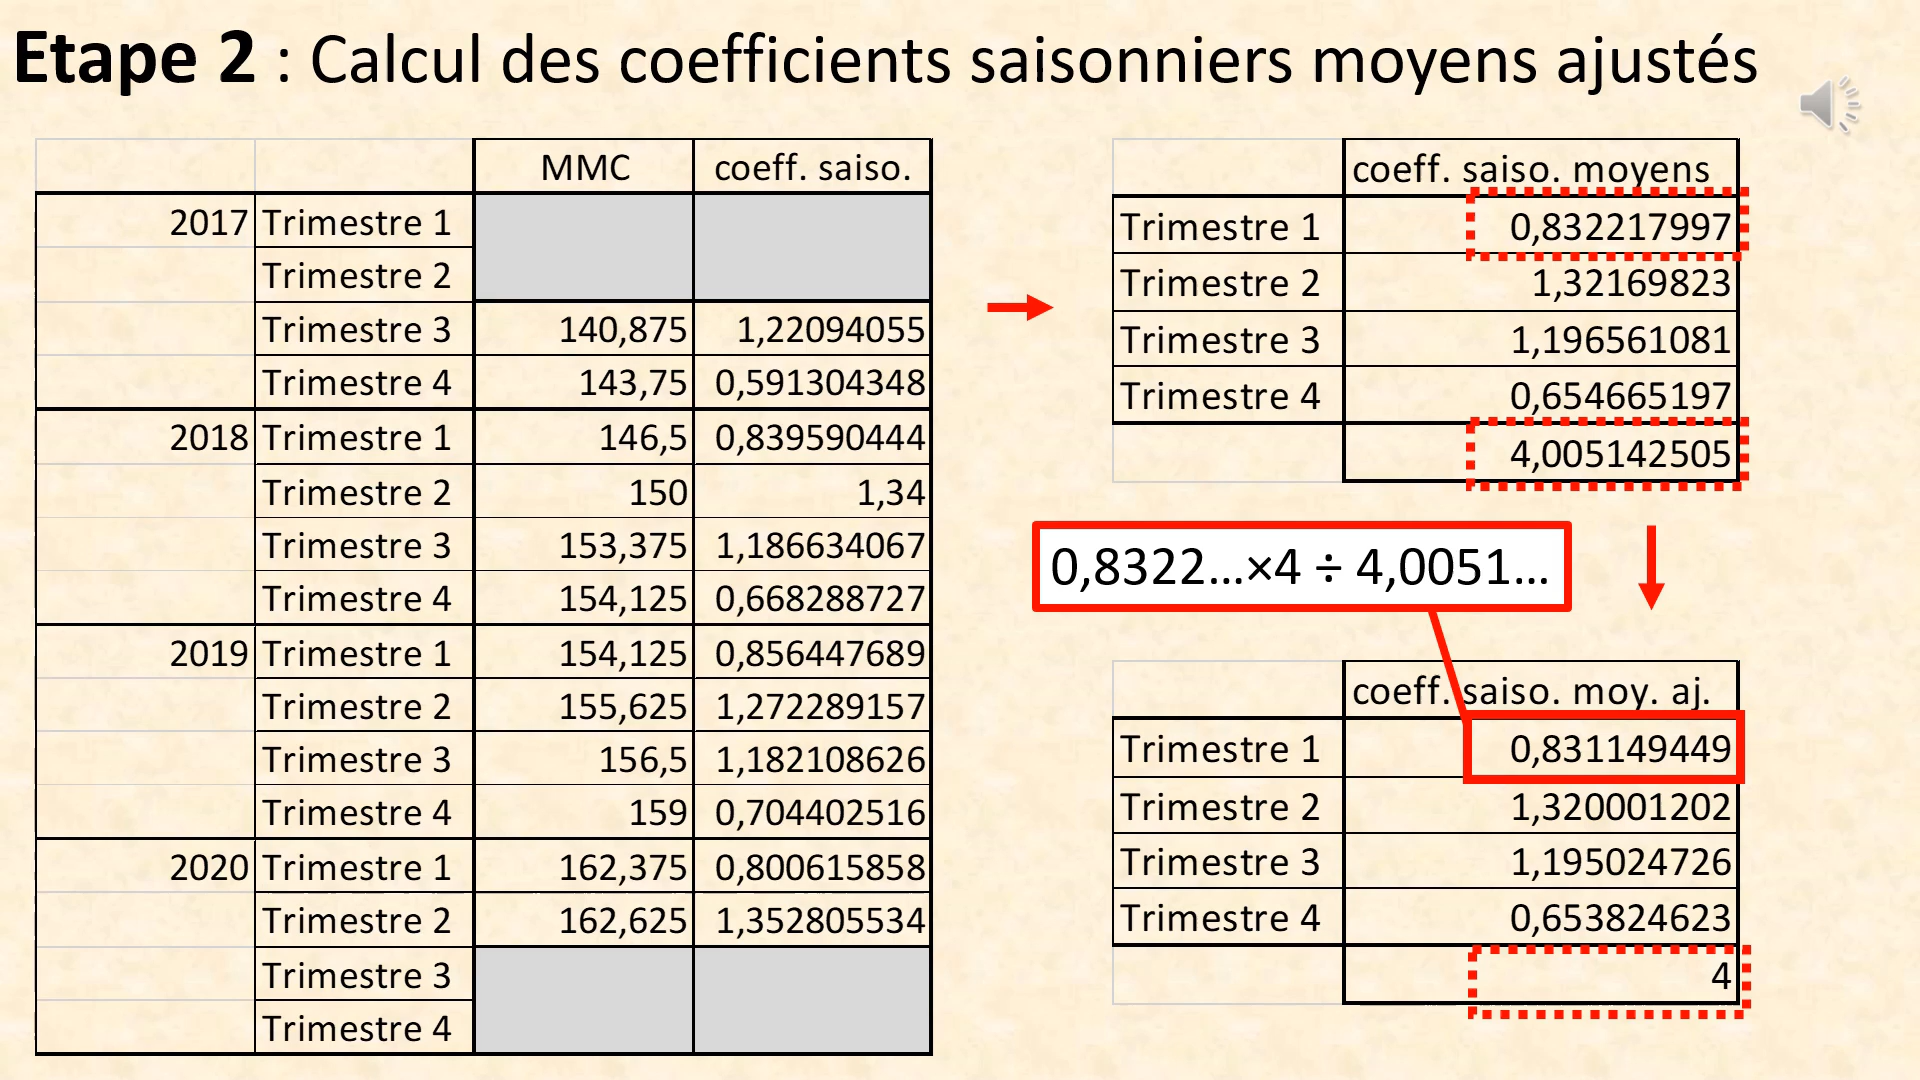 Etape 2 : Calcul des coefficients saisonniers moyens ajustés
MMC coeff. saiso.
2017 Trimestre 1
Trimestre 2
Trimestre 3 140,875 1,22094055
Trimestre 4 143,75 0,591304348
2018 Trimestre 1 146,5 0,839590444
Trimestre 2 150 1,34
Trimestre 3 153,375 1,186634067
Trimestre 4 154,125 0,668288727
2019 Trimestre 1 154,125 0,856447689
Trimestre 2 155,625 1,272289157
Trimestre 3 156,5 1,182108626
Trimestre 4 159 0,704402516
2020 Trimestre 1 162,375 0,800615858
Trimestre 2 162,625 1,352805534
Trimestre 3
Trimestre 4
coeff. saiso. moyens
Trimestre 1 0,832217997
Trimestre 2 1,32169823
Trimestre 3 1,196561081
Trimestre 4 0,654665197
4,005142505
0,8322...×4 ÷ 4,0051...
coeff. saiso. moy. aj.
Trimestre 1 0,831149449
Trimestre 2 1,320001202
Trimestre 3 1,195024726
Trimestre 4 0,653824623
4